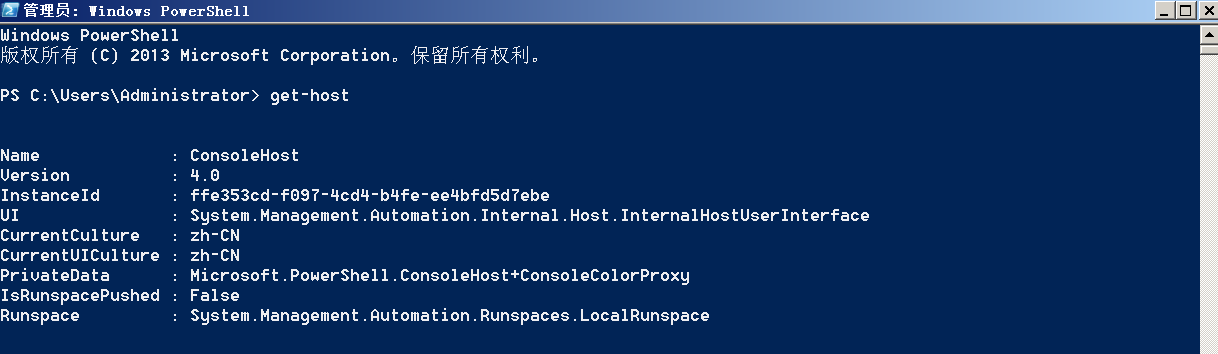 管理员: Windows PowerShell
Windows PowerShell
版权所有 (C) 2013 Microsoft Corporation。保留所有权利。
PS C:\Users\Administrator> get-host
Name             : ConsoleHost
Version          : 4.0
InstanceId       : ffe353cd-f097-4cd4-b4fe-ee4bfd5d7ebe
UI               : System.Management.Automation.Internal.Host.InternalHostUserInterface
CurrentCulture   : zh-CN
CurrentUICulture : zh-CN
PrivateData      : Microsoft.PowerShell.ConsoleHost+ConsoleColorProxy
IsRunspacePushed : False
Runspace         : System.Management.Automation.Runspaces.LocalRunspace